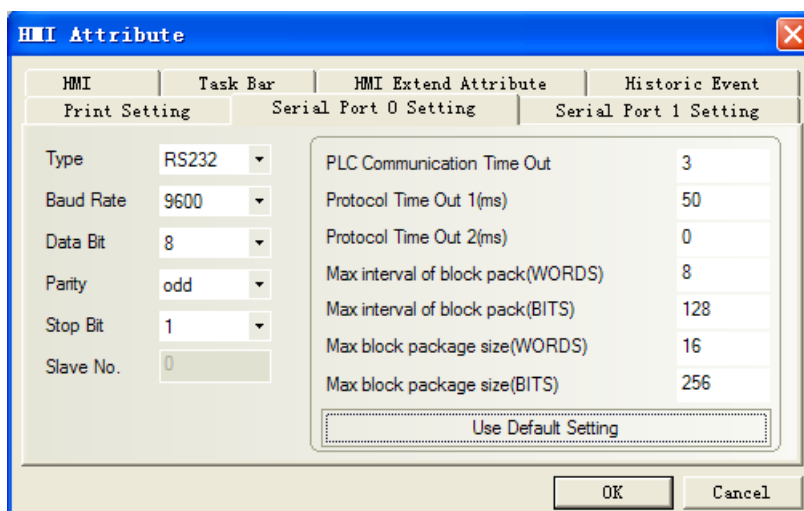 HMI Attribute
HMI Task Bar HMI Extend Attribute Historic Event
Print Setting Serial Port 0 Setting Serial Port 1 Setting
Type RS232
Baud Rate 9600
Data Bit 8
Parity odd
Stop Bit 1
Slave No. 0
PLC Communication Time Out 3
Protocol Time Out 1(ms) 50
Protocol Time Out 2(ms) 0
Max interval of block pack(WORDS) 8
Max interval of block pack(BITS) 128
Max block package size(WORDS) 16
Max block package size(BITS) 256
Use Default Setting
OK Cancel